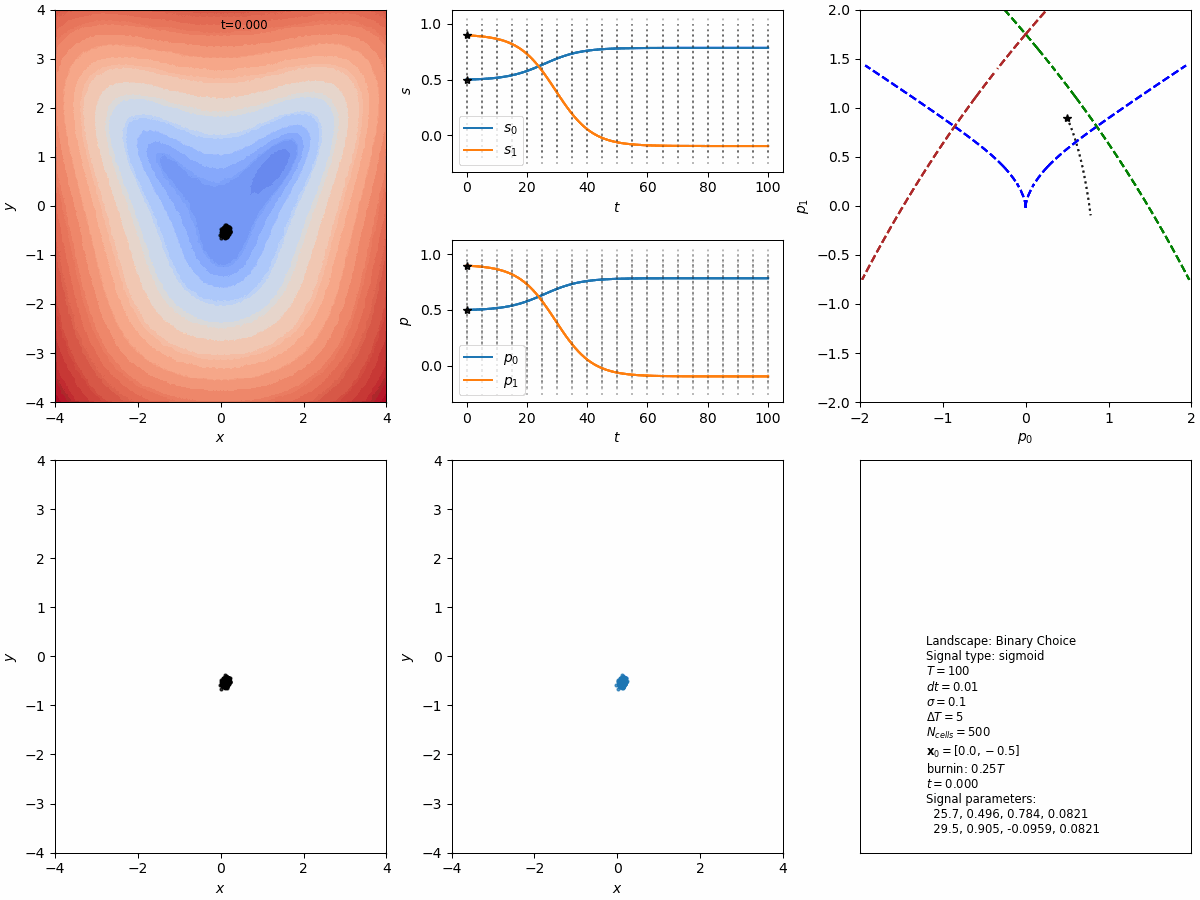 t=0.000
4
3
2
1
0
−1
−2
−3
−4
y
−4
−2
0
2
4
x
1.0
0.5
0.0
s
s0
s1
0
20
40
60
80
100
t
1.0
0.5
0.0
p
p0
p1
0
20
40
60
80
100
t
2.0
1.5
1.0
0.5
0.0
−0.5
−1.0
−1.5
−2.0
p1
−2
−1
0
1
2
p0
4
3
2
1
0
−1
−2
−3
−4
y
−4
−2
0
2
4
x
4
3
2
1
0
−1
−2
−3
−4
y
−4
−2
0
2
4
x
Landscape: Binary Choice
Signal type: sigmoid
T = 100
dt = 0.01
σ = 0.1
ΔT = 5
Ncells = 500
x0 = [0.0, −0.5]
burnin: 0.25T
t = 0.000
Signal parameters:
25.7, 0.496, 0.784, 0.0821
29.5, 0.905, -0.0959, 0.0821